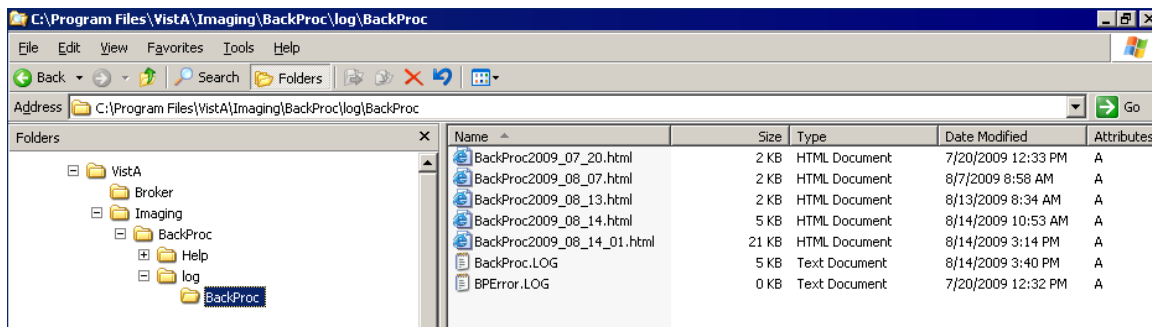 C:\Program Files\VistA\Imaging\BackProc\log\BackProc
File Edit View Favorites Tools Help
Back Search Folders
Address C:\Program Files\VistA\Imaging\BackProc\log\BackProc Go
Folders
VistA
Broker
Imaging
BackProc
Help
log
BackProc
Name Size Type Date Modified Attributes
BackProc2009_07_20.html 2 KB HTML Document 7/20/2009 12:33 PM A
BackProc2009_08_07.html 2 KB HTML Document 8/7/2009 8:58 AM A
BackProc2009_08_13.html 2 KB HTML Document 8/13/2009 8:34 AM A
BackProc2009_08_14.html 5 KB HTML Document 8/14/2009 10:53 AM A
BackProc2009_08_14_01.html 21 KB HTML Document 8/14/2009 3:14 PM A
BackProc.LOG 5 KB Text Document 8/14/2009 3:40 PM A
BPError.LOG 0 KB Text Document 7/20/2009 12:32 PM A